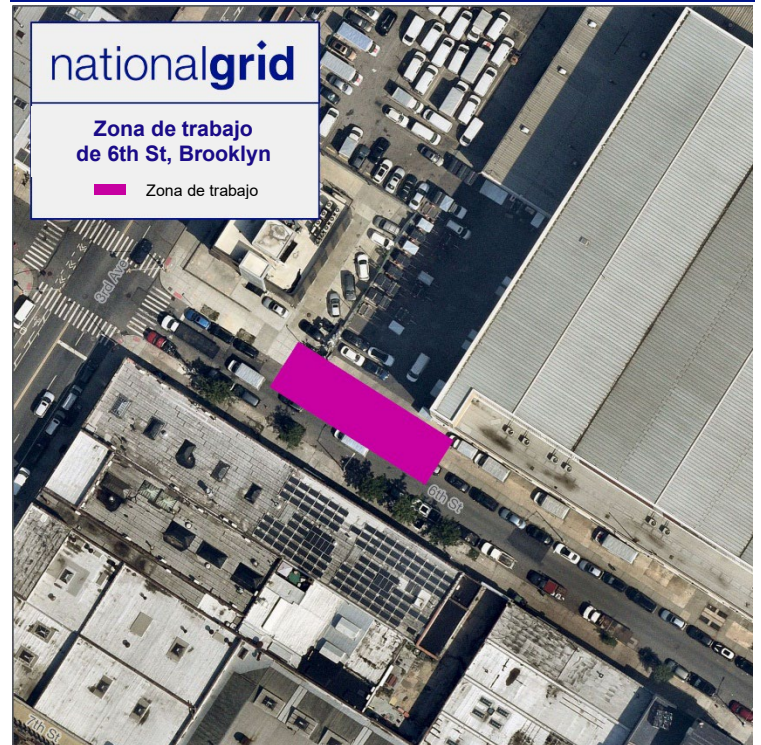 nationalgrid
Zona de trabajo
de 6th St, Brooklyn
Zona de trabajo
3rd Ave
6th St
7th St